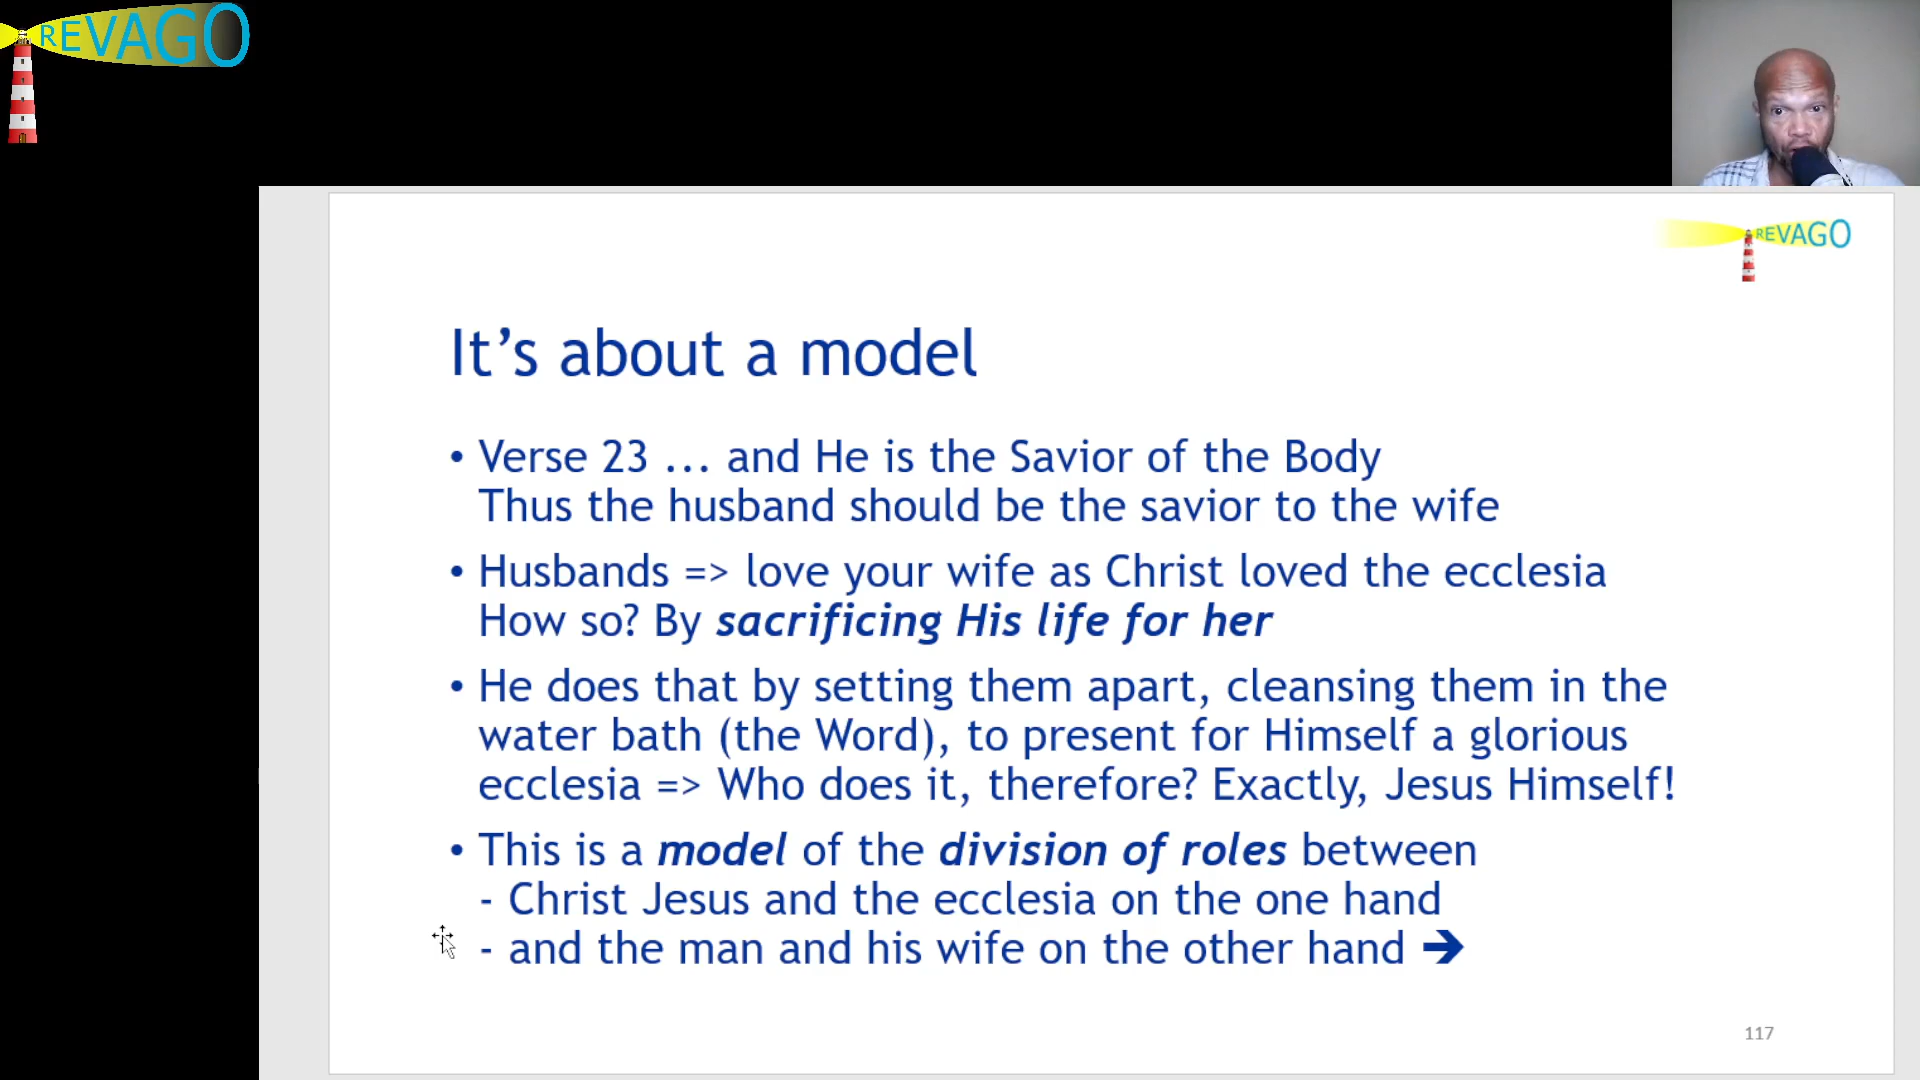 REVAGO
REVAGO
It’s about a model
• Verse 23 ... and He is the Savior of the Body
Thus the husband should be the savior to the wife
• Husbands => love your wife as Christ loved the ecclesia
How so? By sacrificing His life for her
• He does that by setting them apart, cleansing them in the
water bath (the Word), to present for Himself a glorious
ecclesia => Who does it, therefore? Exactly, Jesus Himself!
• This is a model of the division of roles between
- Christ Jesus and the ecclesia on the one hand
- and the man and his wife on the other hand ➔
117